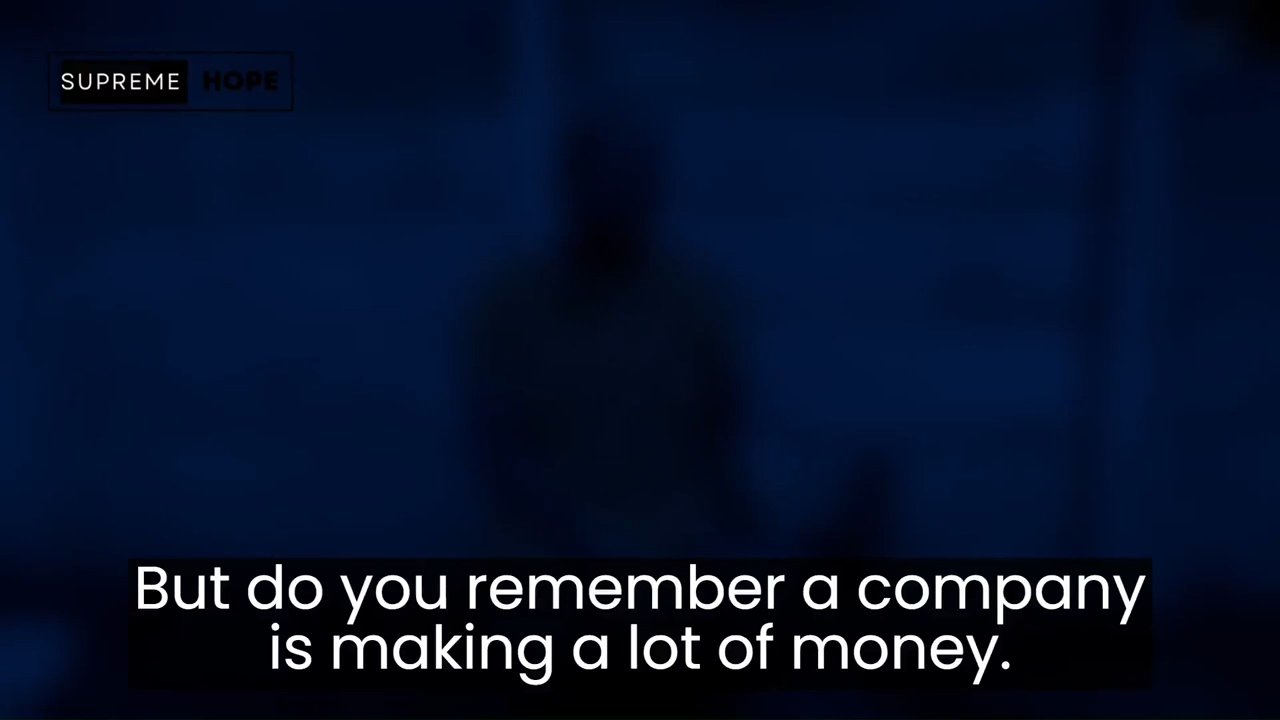 SUPREME HOPE
But do you remember a company
is making a lot of money.